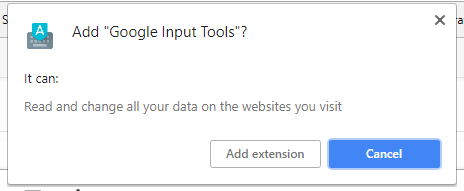 Add "Google Input Tools"?
It can:
Read and change all your data on the websites you visit
Add extension
Cancel